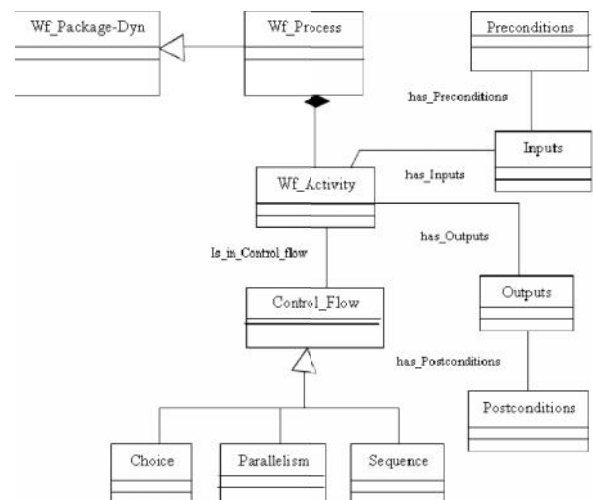 Wf_Package-Dyn
Wf_Process
Preconditions
has_Preconditions
Inputs
has_Inputs
Wf_Activity
has_Outputs
Is_in_Control_flow
Outputs
Control_Flow
has_Postconditions
Postconditions
Choice
Parallelism
Sequence